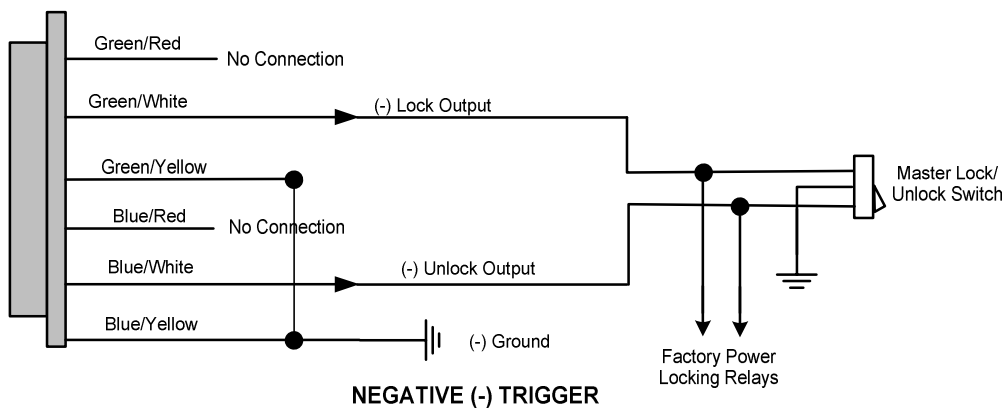 Green/Red
No Connection
Green/White
(-) Lock Output
Green/Yellow
Master Lock/
Unlock Switch
Blue/Red
No Connection
Blue/White
(-) Unlock Output
Blue/Yellow
(-) Ground
Factory Power
Locking Relays
NEGATIVE (-) TRIGGER